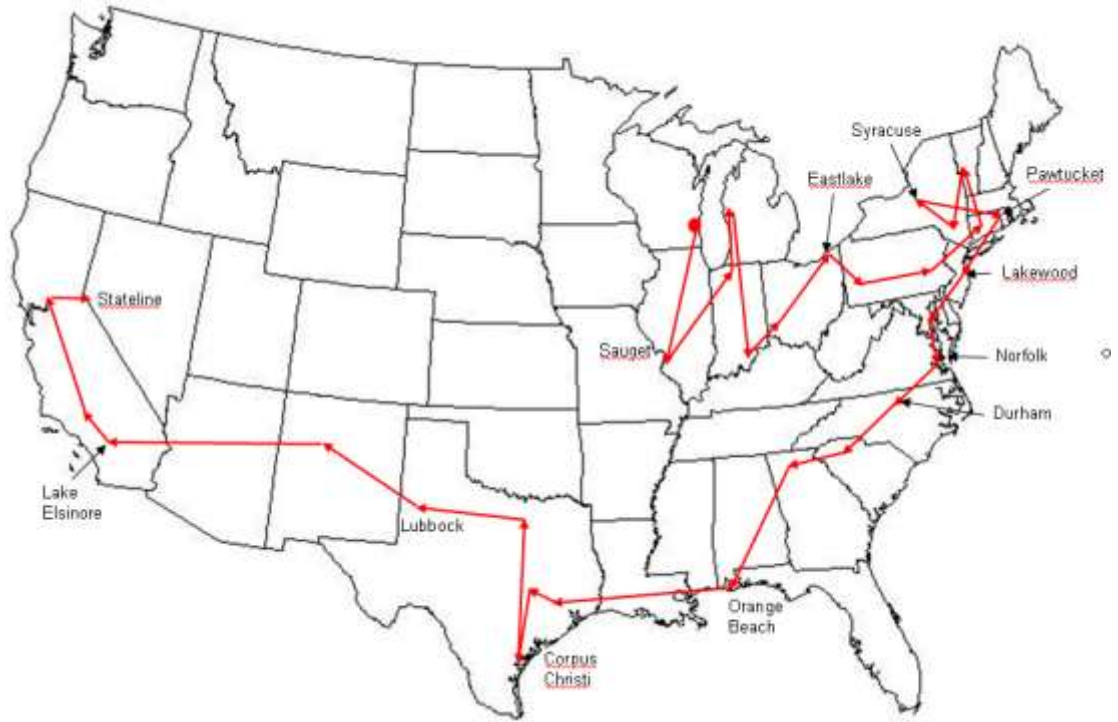 Syracuse
Eastlake
Pawtucket
Lakewood
Stateline
Sauget
Norfolk
Durham
Lake
Elsinore
Lubbock
Orange
Beach
Corpus
Christi